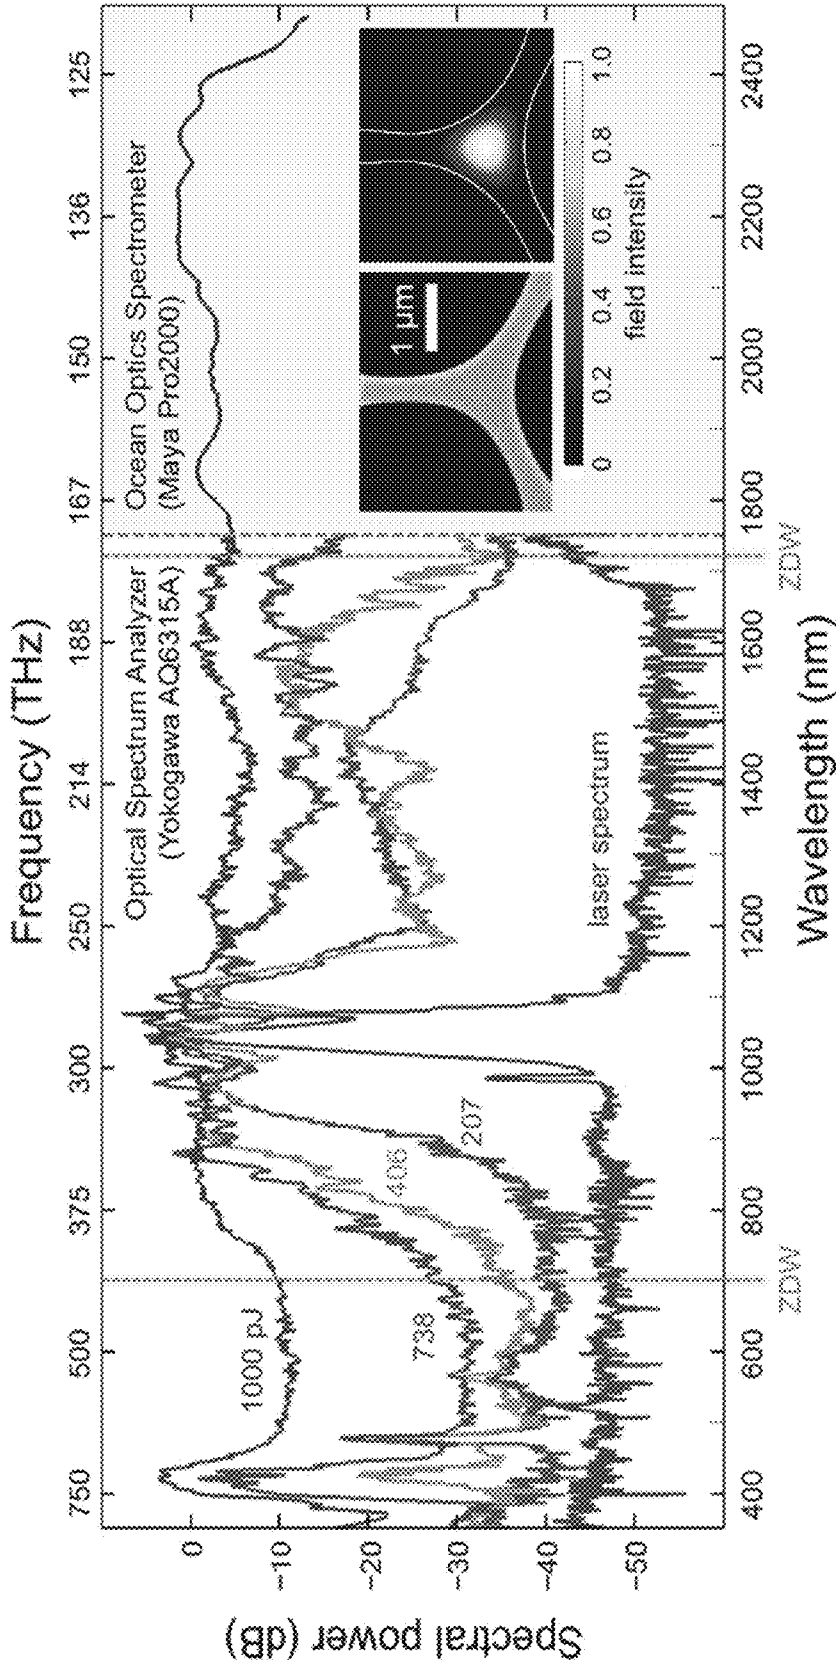 Frequency (THz)
750 500 375 300 250 214 188 167 150 136 125
Optical Spectrum Analyzer
(Yokogawa AQ6315A)
Ocean Optics Spectrometer
(Maya Pro2000)
0
-10
-20
-30
-40
-50
Spectral power (dB)
1000 pJ
738
406
207
laser spectrum
1 μm
0 0.2 0.4 0.6 0.8 1.0
field intensity
400 600 800 1000 1200 1400 1600 1800 2000 2200 2400
ZDW
ZDW
Wavelength (nm)